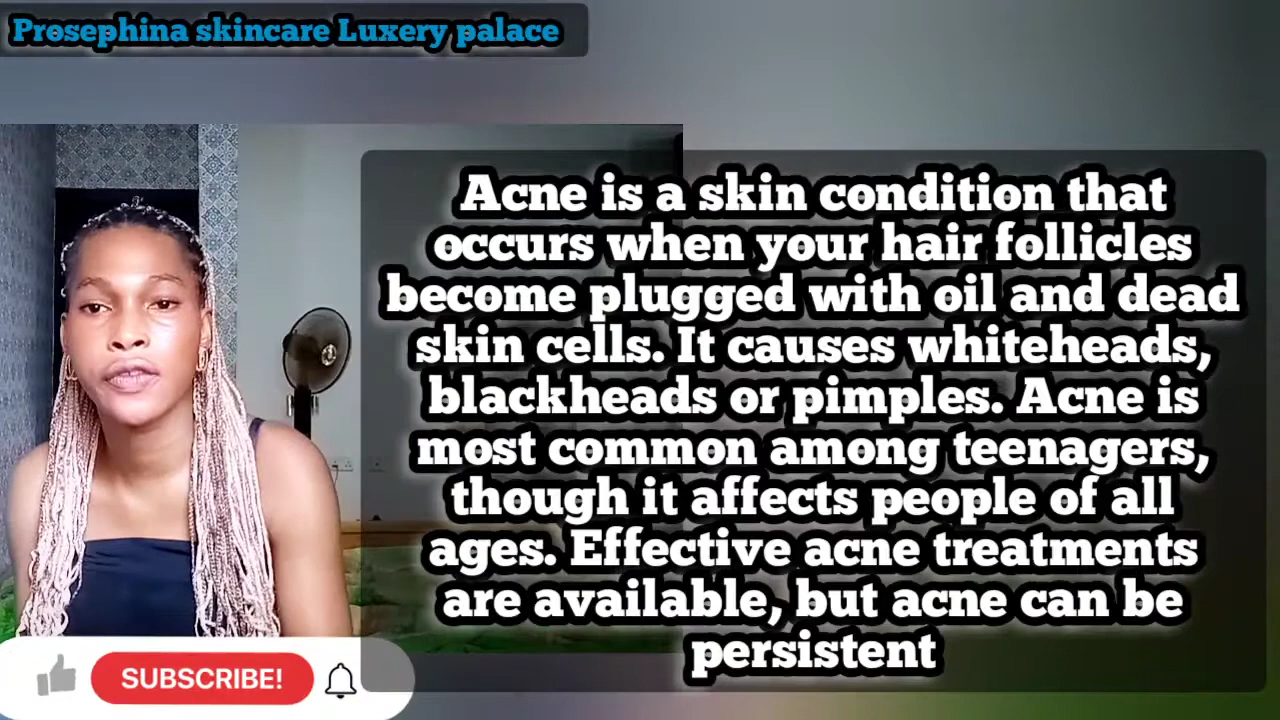 Prosephina skincare Luxery palace
Acne is a skin condition that
occurs when your hair follicles
become plugged with oil and dead
skin cells. It causes whiteheads,
blackheads or pimples. Acne is
most common among teenagers,
though it affects people of all
ages. Effective acne treatments
are available, but acne can be
persistent
SUBSCRIBE!